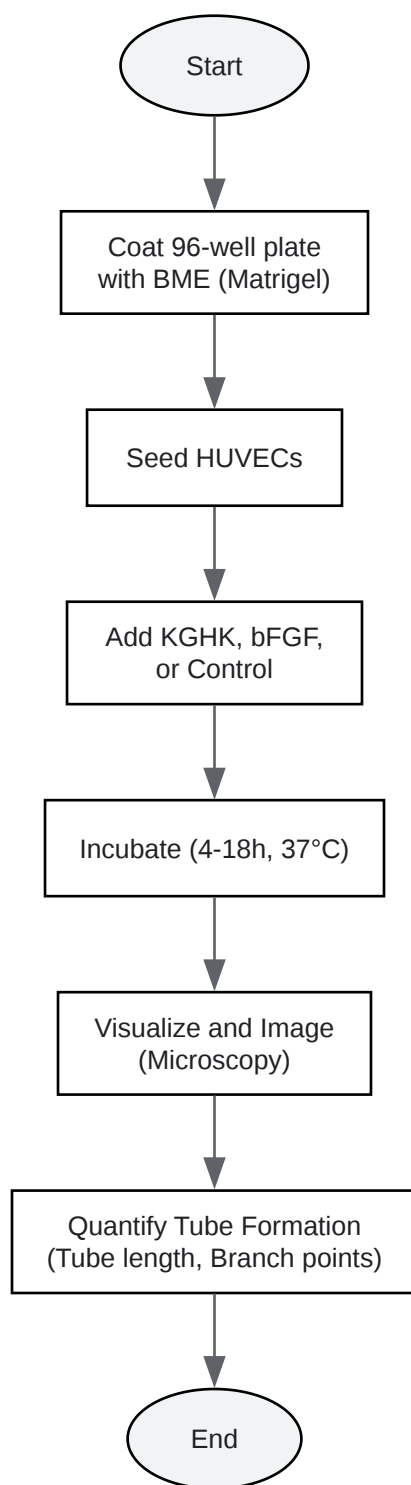 Start
Coat 96-well plate
with BME (Matrigel)
Seed HUVECs
Add KGHK, bFGF,
or Control
Incubate (4-18h, 37°C)
Visualize and Image
(Microscopy)
Quantify Tube Formation
(Tube length, Branch points)
End